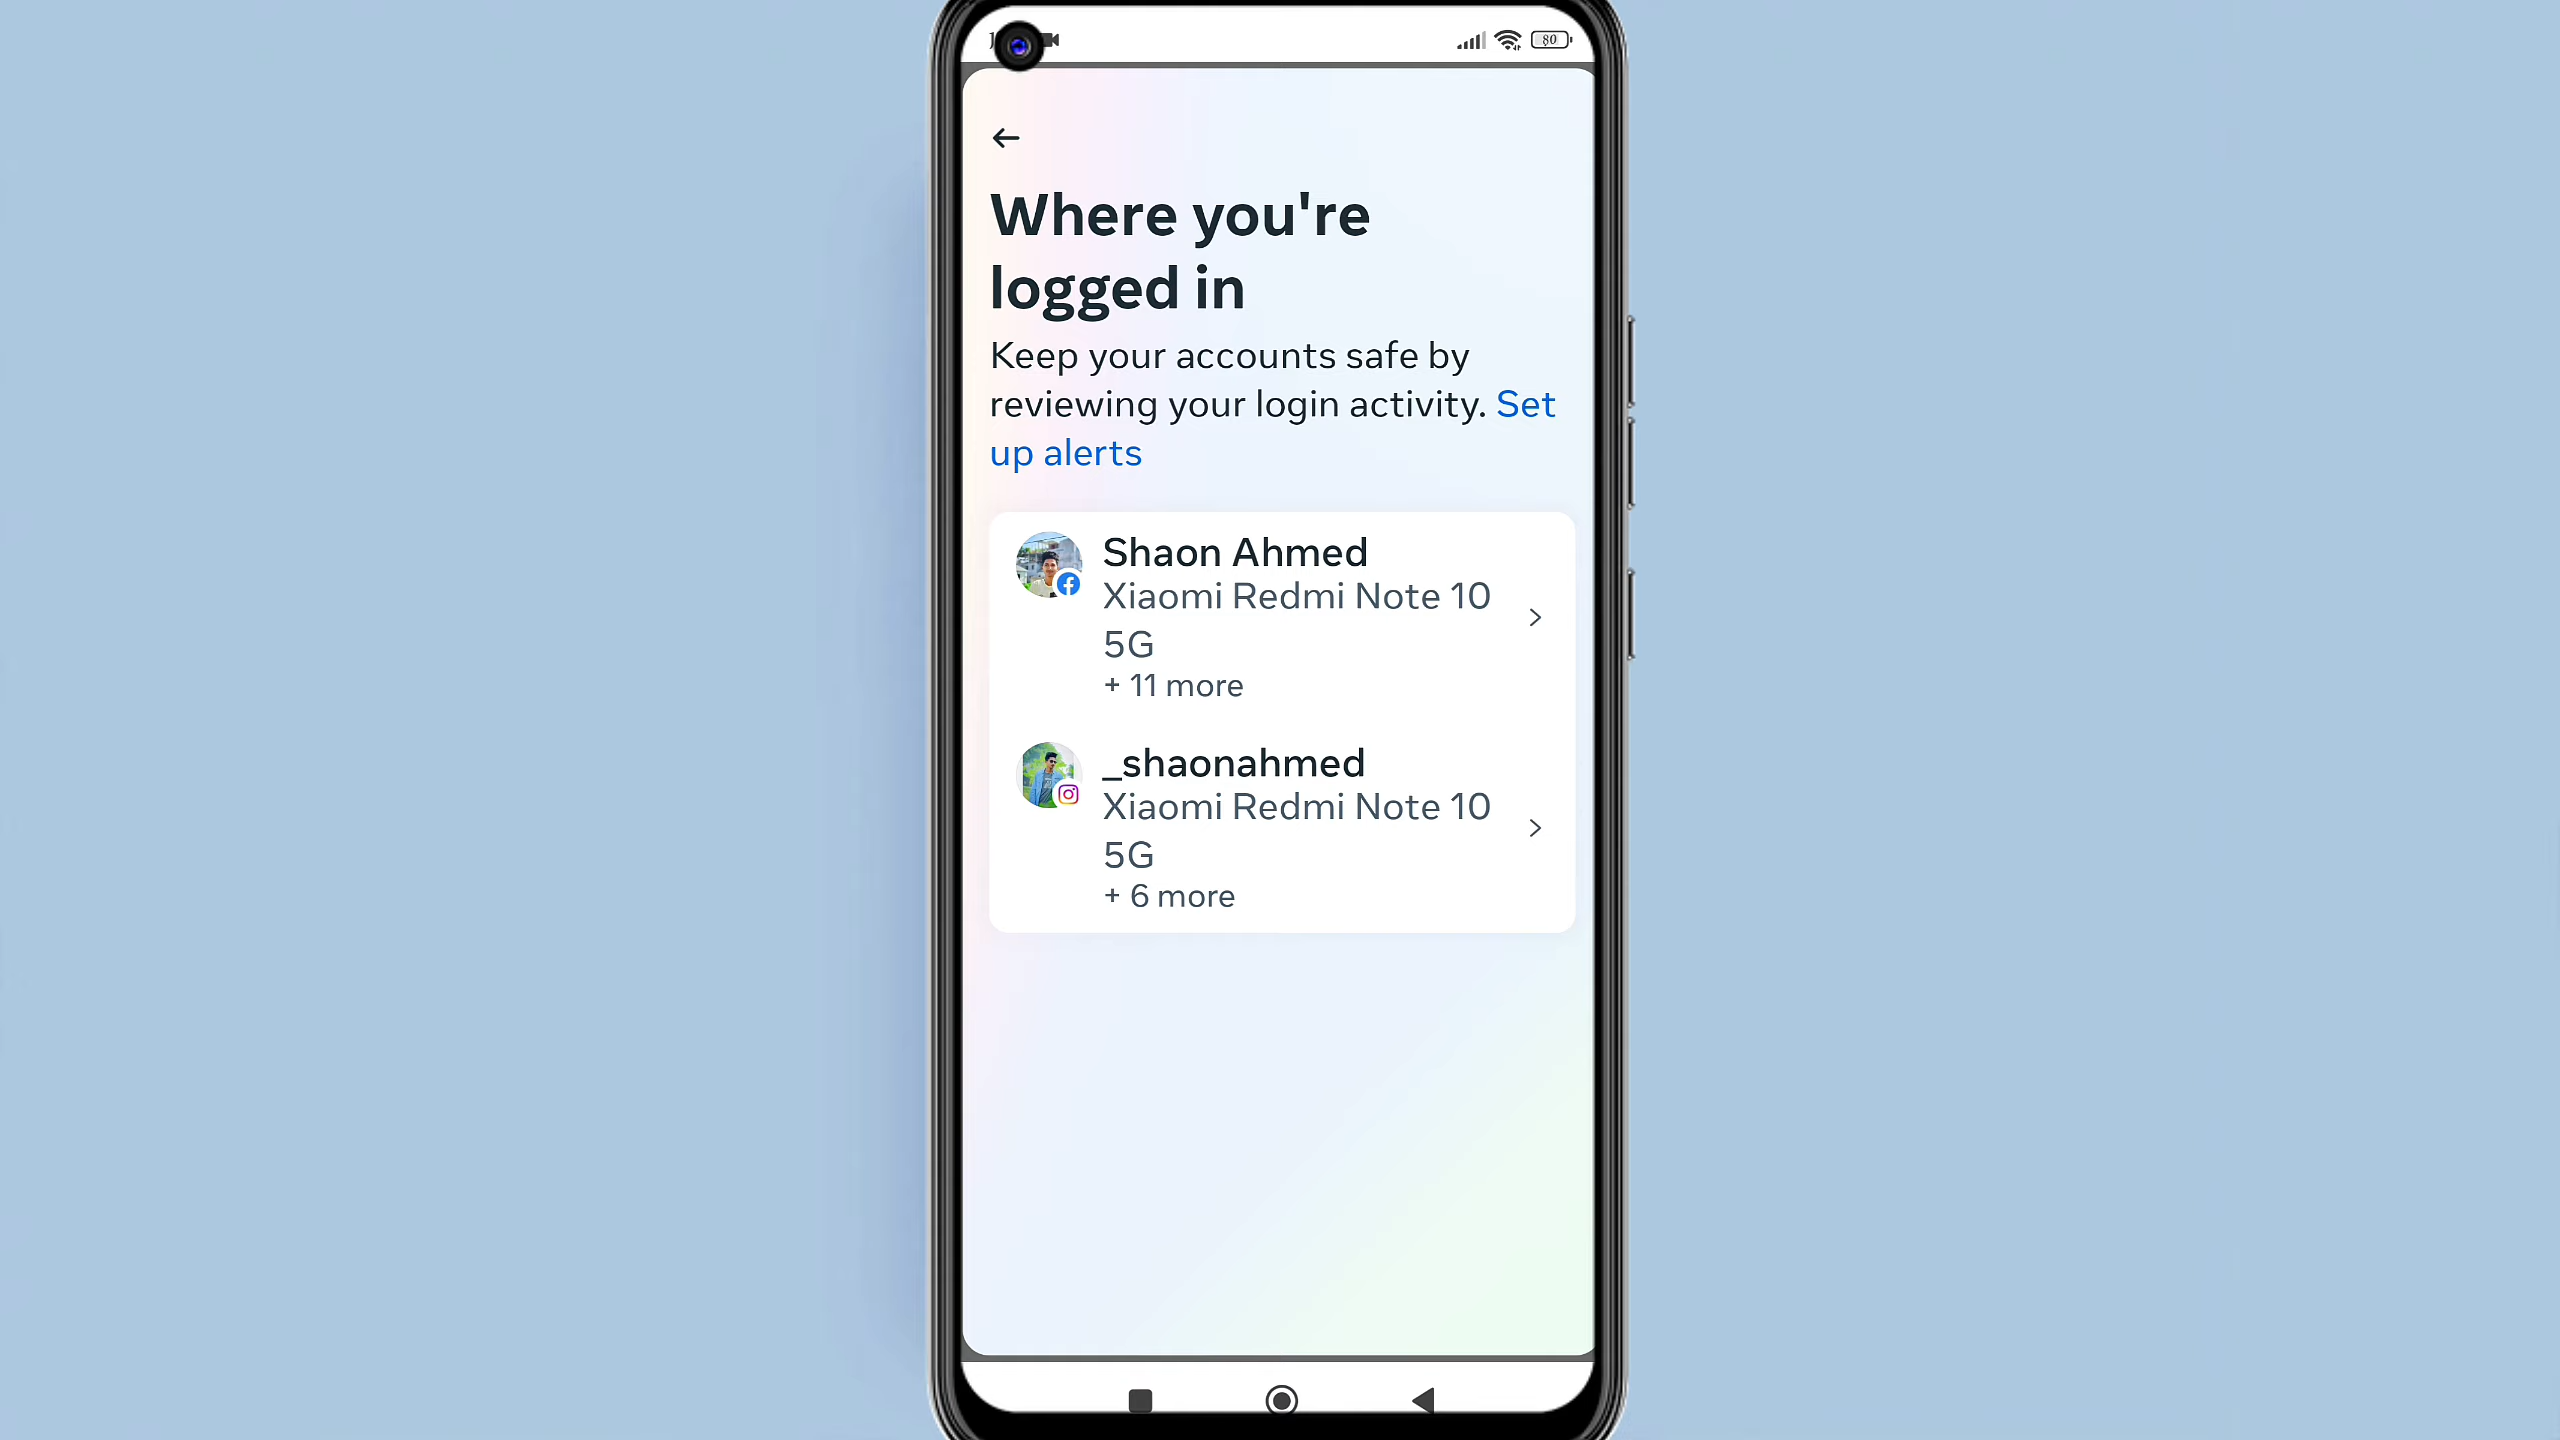 80
Where you're
logged in
Keep your accounts safe by
reviewing your login activity. Set
up alerts
Shaon Ahmed
Xiaomi Redmi Note 10
5G
+ 11 more
_shaonahmed
Xiaomi Redmi Note 10
5G
+ 6 more